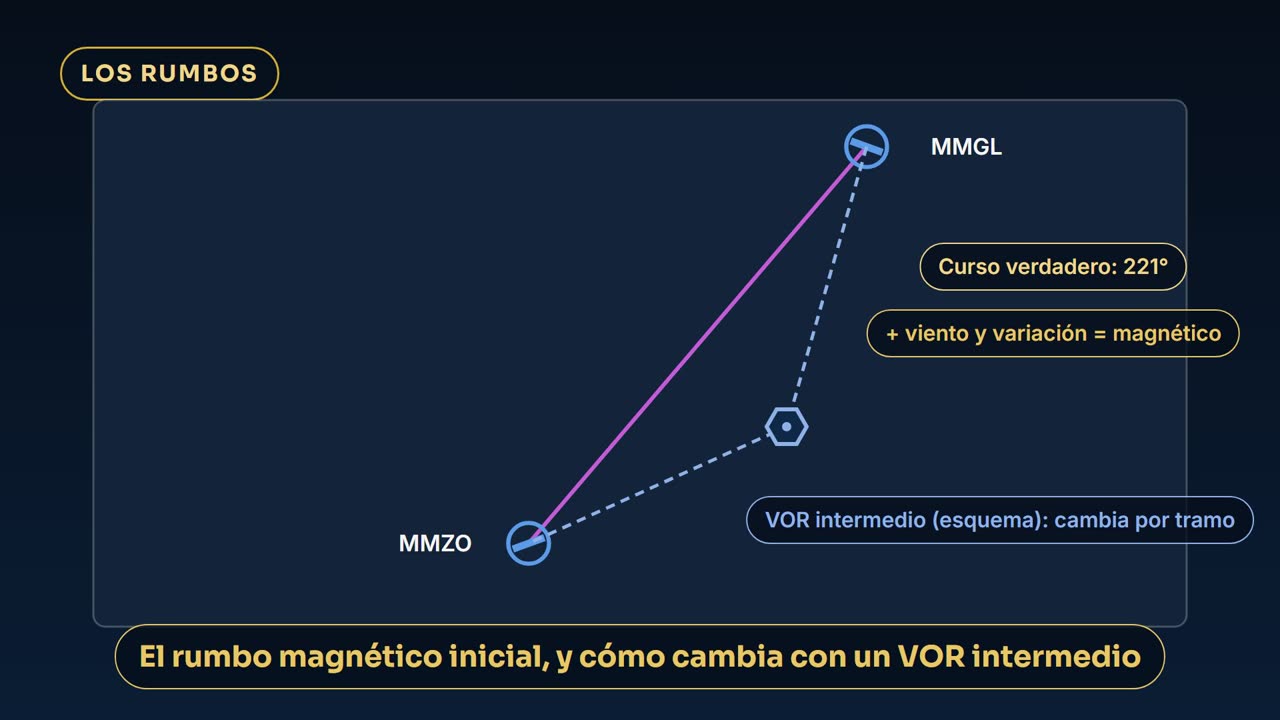 LOS RUMBOS
MMGL
Curso verdadero: 221°
+ viento y variación = magnético
VOR intermedio (esquema): cambia por tramo
MMZO
El rumbo magnético inicial, y cómo cambia con un VOR intermedio